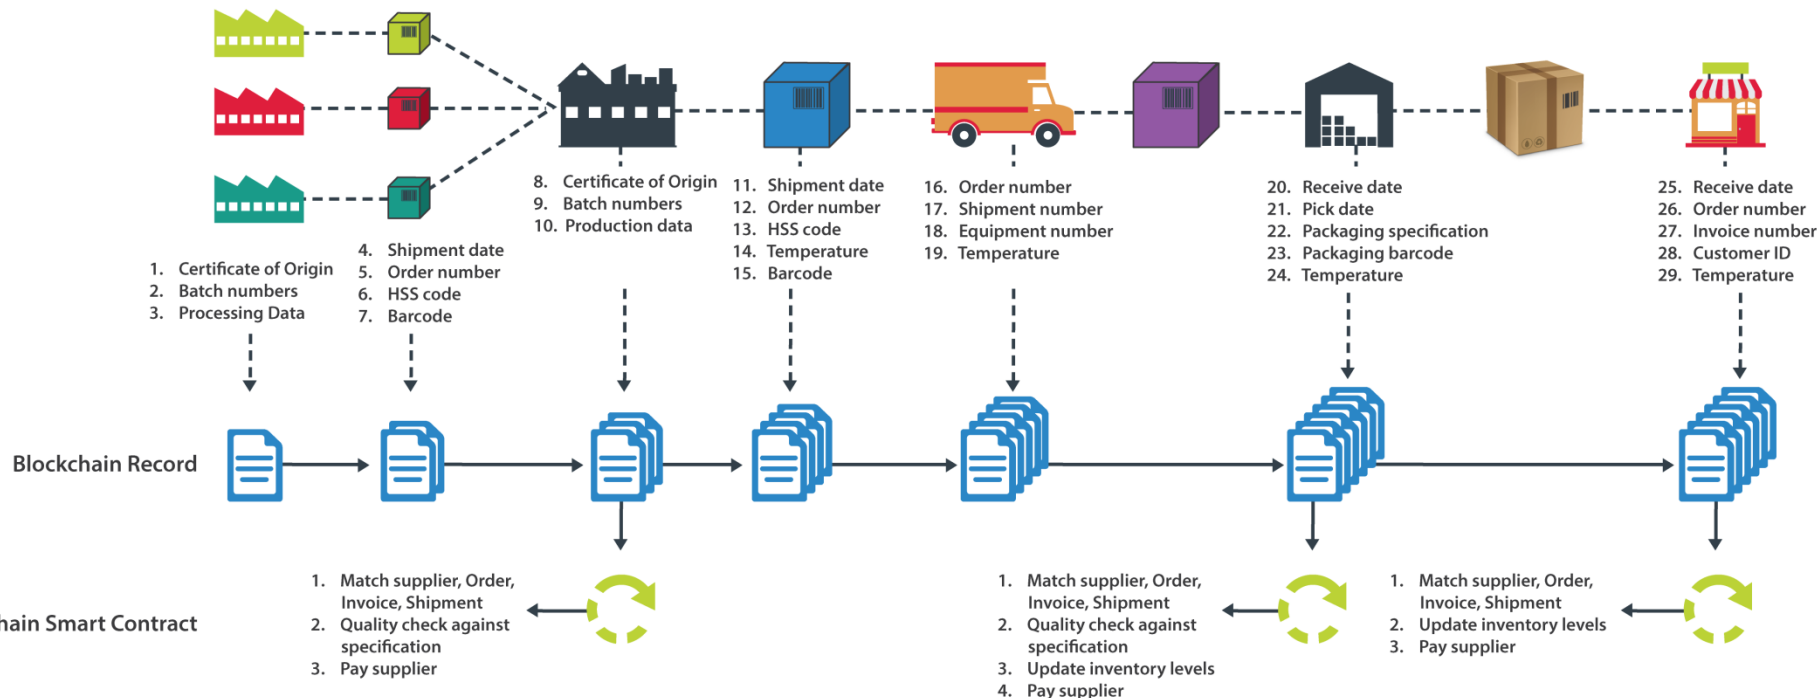 1. Certificate of Origin
2. Batch numbers
3. Processing Data
4. Shipment date
5. Order number
6. HSS code
7. Barcode
8. Certificate of Origin
9. Batch numbers
10. Production data
11. Shipment date
12. Order number
13. HSS code
14. Temperature
15. Barcode
16. Order number
17. Shipment number
18. Equipment number
19. Temperature
20. Receive date
21. Pick date
22. Packaging specification
23. Packaging barcode
24. Temperature
25. Receive date
26. Order number
27. Invoice number
28. Customer ID
29. Temperature
Blockchain Record
hain Smart Contract
1. Match supplier, Order,
Invoice, Shipment
2. Quality check against
specification
3. Pay supplier
1. Match supplier, Order,
Invoice, Shipment
2. Quality check against
specification
3. Update inventory levels
4. Pay supplier
1. Match supplier, Order,
Invoice, Shipment
2. Update inventory levels
3. Pay supplier